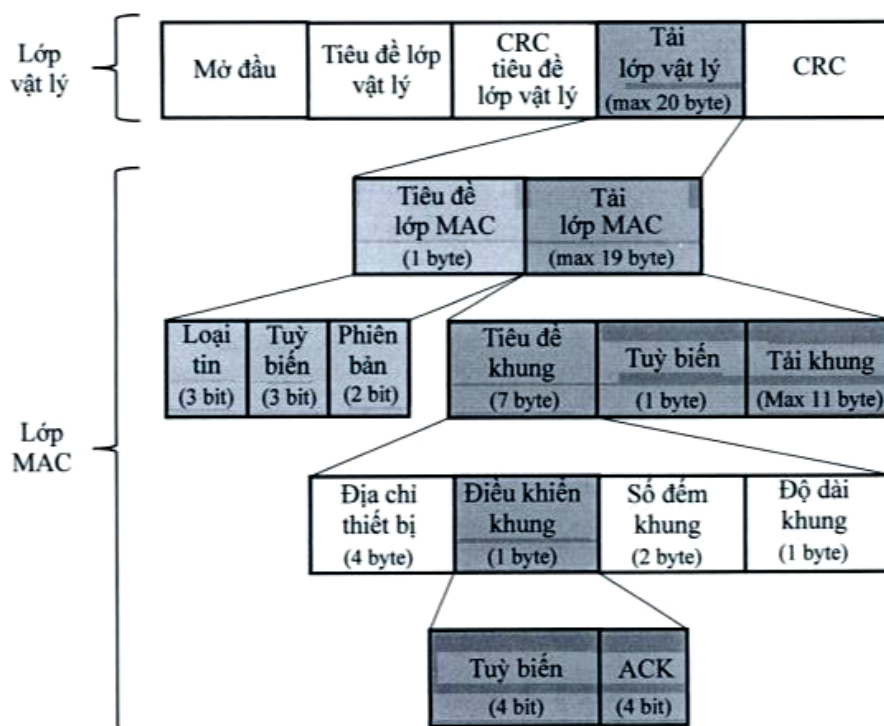 Lớp
vật lý
Mở đầu
Tiêu đề lớp
vật lý
CRC
tiêu đề
lớp vật lý
Tải
lớp vật lý
(max 20 byte)
CRC
Tiêu đề
lớp MAC
(1 byte)
Tải
lớp MAC
(max 19 byte)
Loại
tin
(3 bit)
Tuỳ
biến
(3 bit)
Phiên
bản
(2 bit)
Tiêu đề
khung
(7 byte)
Tuỳ biến
(1 byte)
Tải khung
(Max 11 byte)
Lớp
MAC
Địa chỉ
thiết bị
(4 byte)
Điều khiển
khung
(1 byte)
Số đếm
khung
(2 byte)
Độ dài
khung
(1 byte)
Tuỳ biến
(4 bit)
ACK
(4 bit)